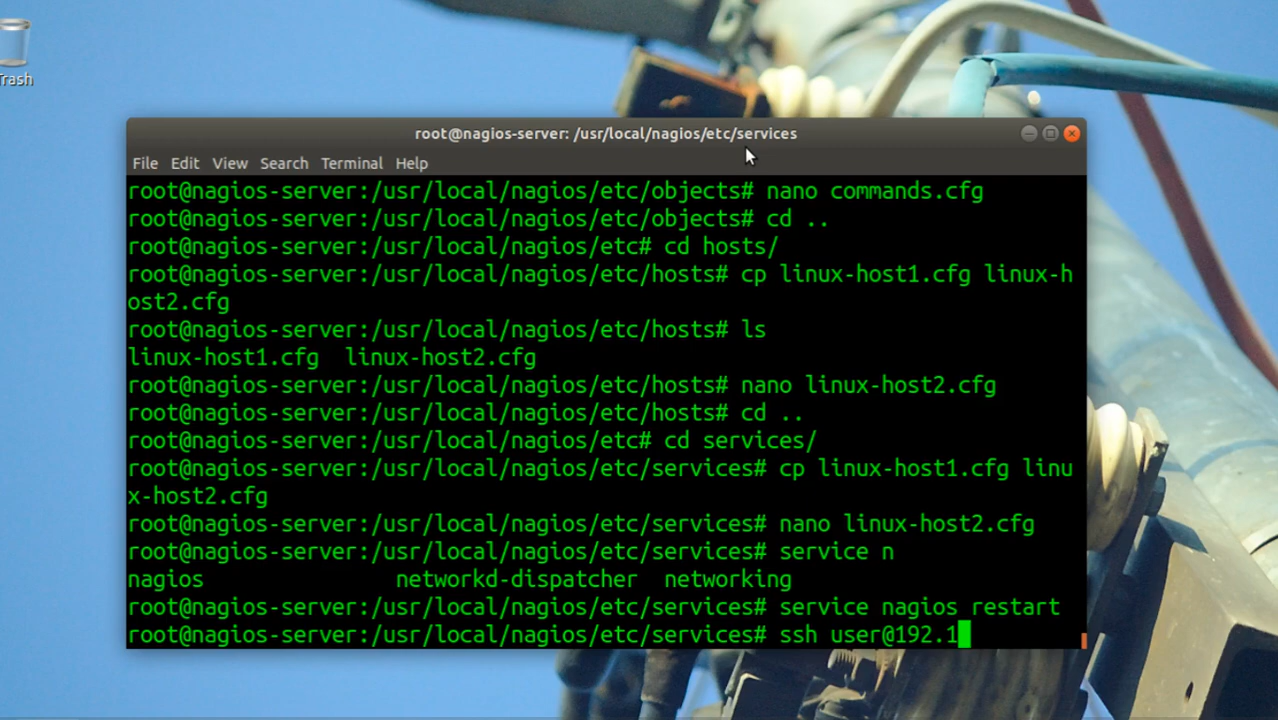 Trash
root@nagios-server: /usr/local/nagios/etc/services
File Edit View Search Terminal Help
root@nagios-server:/usr/local/nagios/etc/objects# nano commands.cfg
root@nagios-server:/usr/local/nagios/etc/objects# cd ..
root@nagios-server:/usr/local/nagios/etc# cd hosts/
root@nagios-server:/usr/local/nagios/etc/hosts# cp linux-host1.cfg linux-h
ost2.cfg
root@nagios-server:/usr/local/nagios/etc/hosts# ls
linux-host1.cfg linux-host2.cfg
root@nagios-server:/usr/local/nagios/etc/hosts# nano linux-host2.cfg
root@nagios-server:/usr/local/nagios/etc/hosts# cd ..
root@nagios-server:/usr/local/nagios/etc# cd services/
root@nagios-server:/usr/local/nagios/etc/services# cp linux-host1.cfg linu
x-host2.cfg
root@nagios-server:/usr/local/nagios/etc/services# nano linux-host2.cfg
root@nagios-server:/usr/local/nagios/etc/services# service n
nagios networkd-dispatcher networking
root@nagios-server:/usr/local/nagios/etc/services# service nagios restart
root@nagios-server:/usr/local/nagios/etc/services# ssh user@192.1